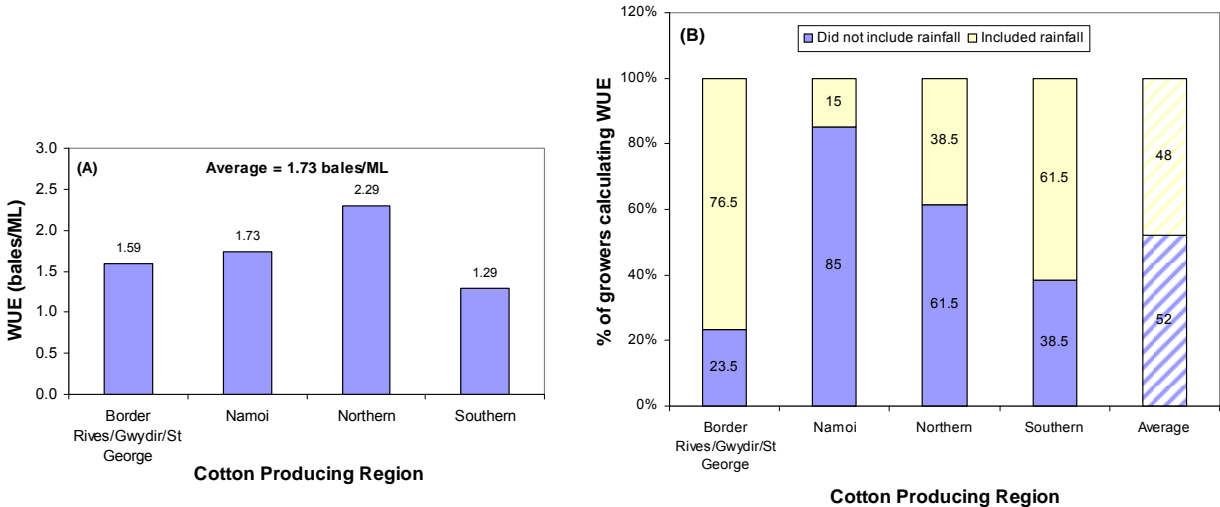 (A)
Average = 1.73 bales/ML
WUE (bales/ML)
3.0
2.5
2.0
1.5
1.0
0.5
0.0
1.59
1.73
2.29
1.29
Border
Rives/Gwydir/St
George
Namoi
Northern
Southern
Cotton Producing Region
(B)
Did not include rainfall
Included rainfall
% of growers calculating WUE
120%
100%
80%
60%
40%
20%
0%
76.5
23.5
15
85
38.5
61.5
61.5
38.5
48
52
Border
Rives/Gwydir/St
George
Namoi
Northern
Southern
Average
Cotton Producing Region